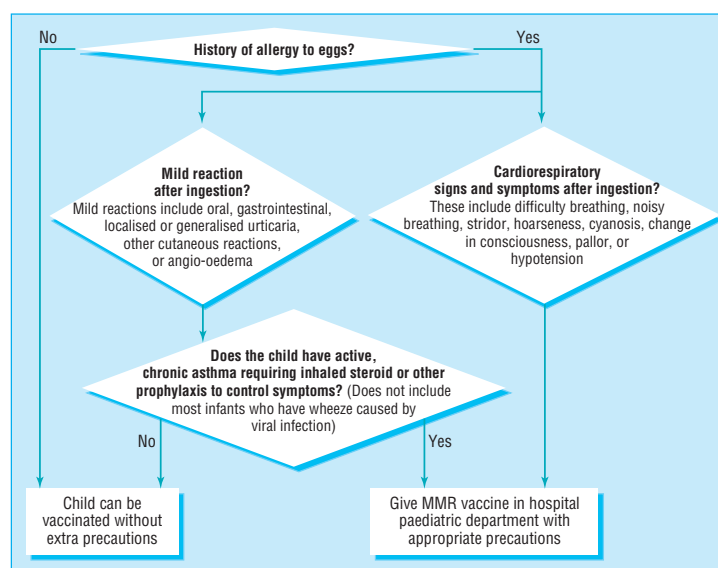 No
History of allergy to eggs?
Yes
Mild reaction
after ingestion?
Mild reactions include oral, gastrointestinal,
localised or generalised urticaria,
other cutaneous reactions,
or angio-oedema
Cardiorespiratory
signs and symptoms after ingestion?
These include difficulty breathing, noisy
breathing, stridor, hoarseness, cyanosis, change
in consciousness, pallor, or
hypotension
Does the child have active,
chronic asthma requiring inhaled steroid or other
prophylaxis to control symptoms? (Does not include
most infants who have wheeze caused by
viral infection)
No
Yes
Child can be
vaccinated without
extra precautions
Give MMR vaccine in hospital
paediatric department with
appropriate precautions